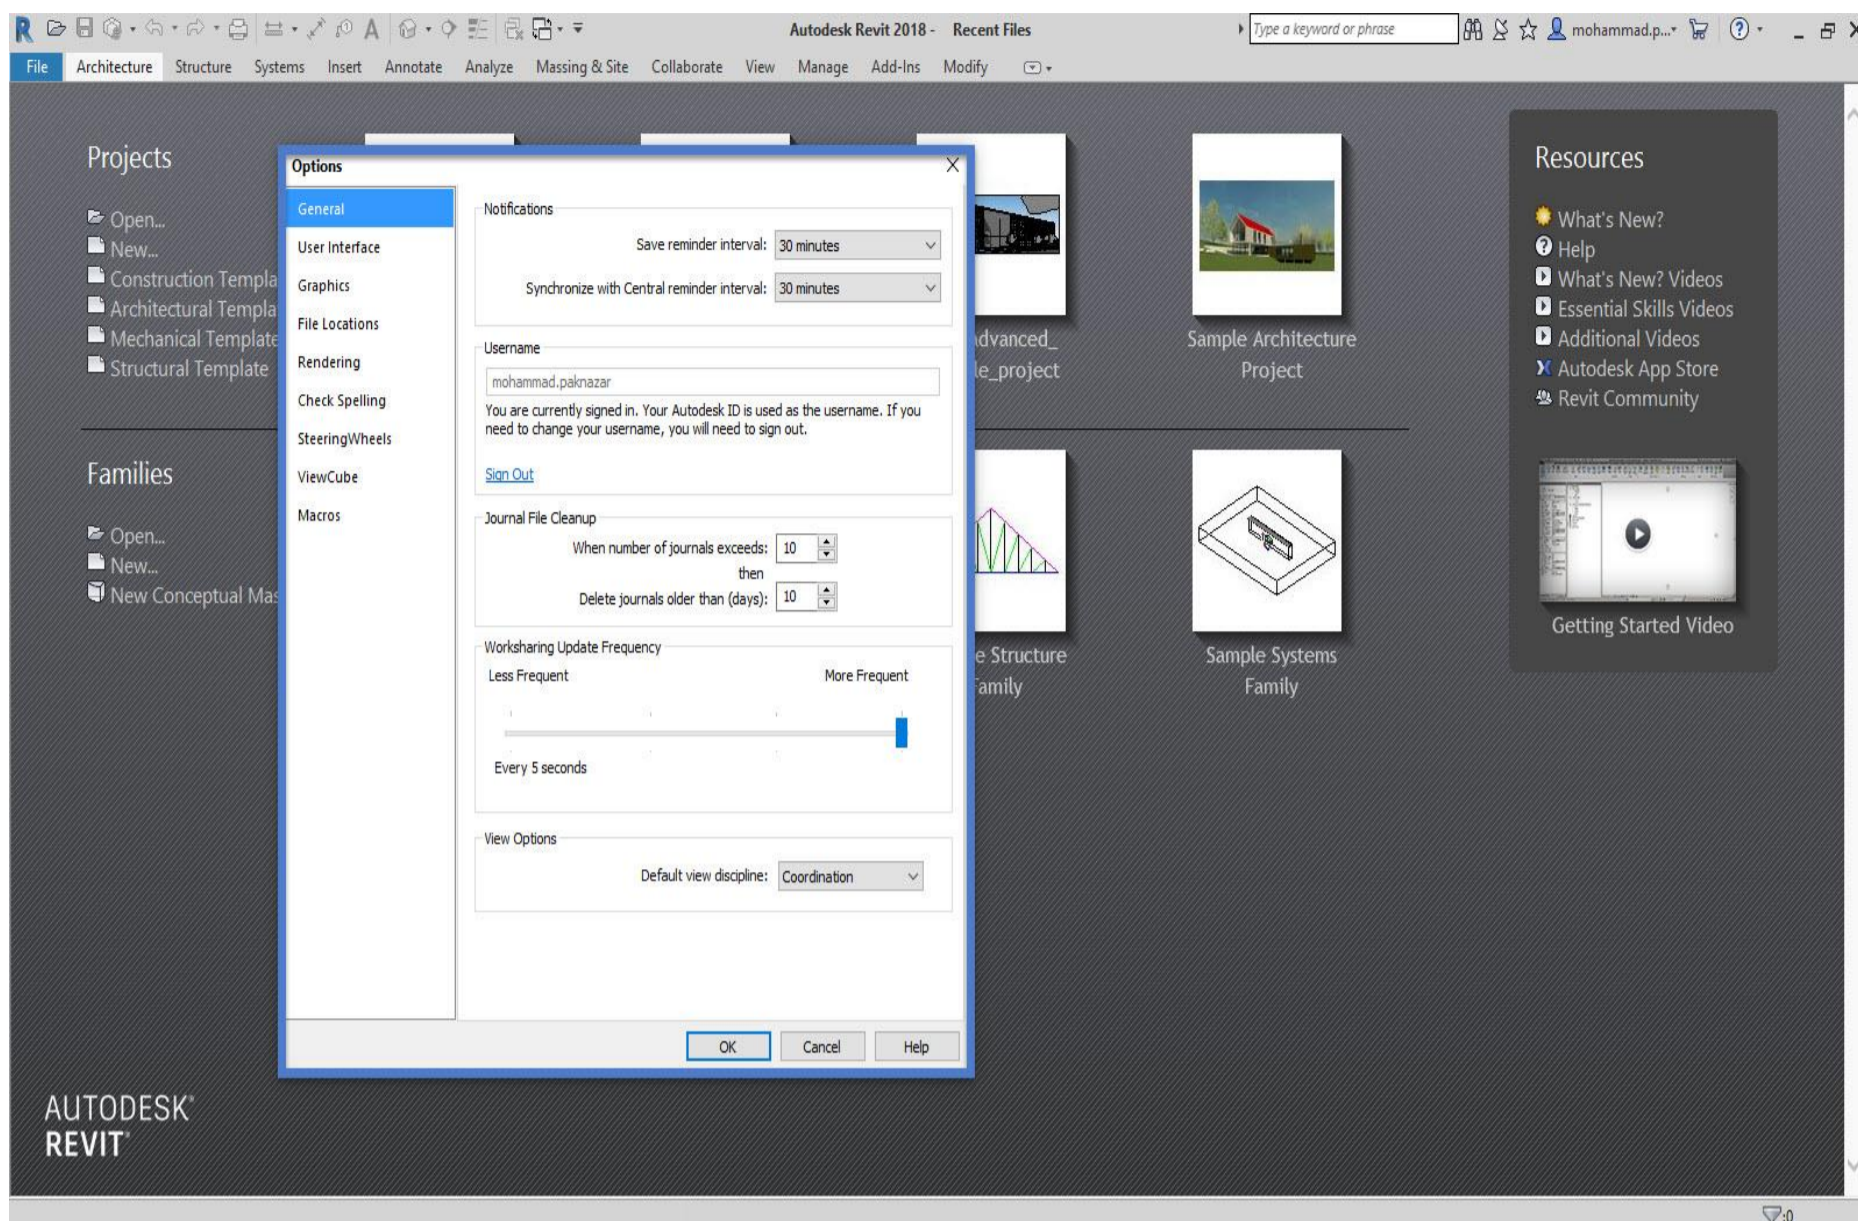 Autodesk Revit 2018 - Recent Files
Type a keyword or phrase
mohammad.p...
File Architecture Structure Systems Insert Annotate Analyze Massing & Site Collaborate View Manage Add-Ins Modify
Projects
Open...
New...
Construction Templa
Architectural Templa
Mechanical Template
Structural Template
Families
Open...
New...
New Conceptual Mas
Options
General
User Interface
Graphics
File Locations
Rendering
Check Spelling
SteeringWheels
ViewCube
Macros
Notifications
Save reminder interval: 30 minutes
Synchronize with Central reminder interval: 30 minutes
Username
mohammad.paknazar
You are currently signed in. Your Autodesk ID is used as the username. If you
need to change your username, you will need to sign out.
Sign Out
Journal File Cleanup
When number of journals exceeds: 10
then
Delete journals older than (days): 10
Worksharing Update Frequency
Less Frequent More Frequent
Every 5 seconds
View Options
Default view discipline: Coordination
OK Cancel Help
dvanced_
le_project
Sample Architecture
Project
e Structure
amily
Sample Systems
Family
Resources
What's New?
Help
What's New? Videos
Essential Skills Videos
Additional Videos
Autodesk App Store
Revit Community
Getting Started Video
AUTODESK®
REVIT®
:0